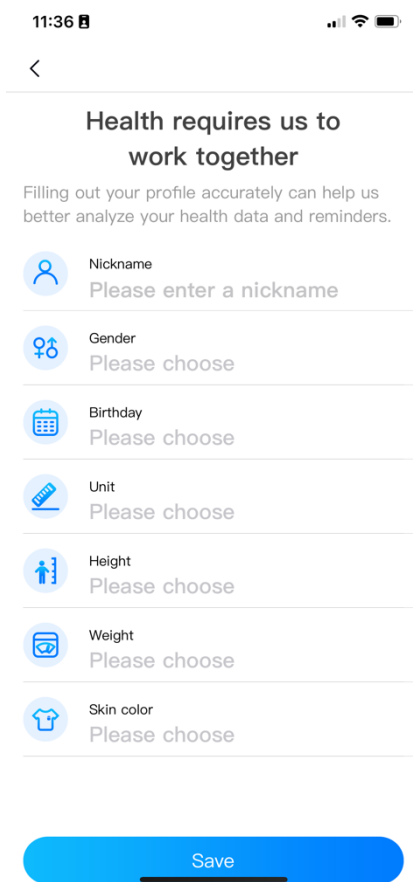 11:36
Health requires us to
work together
Filling out your profile accurately can help us
better analyze your health data and reminders.
Nickname
Please enter a nickname
Gender
Please choose
Birthday
Please choose
Unit
Please choose
Height
Please choose
Weight
Please choose
Skin color
Please choose
Save